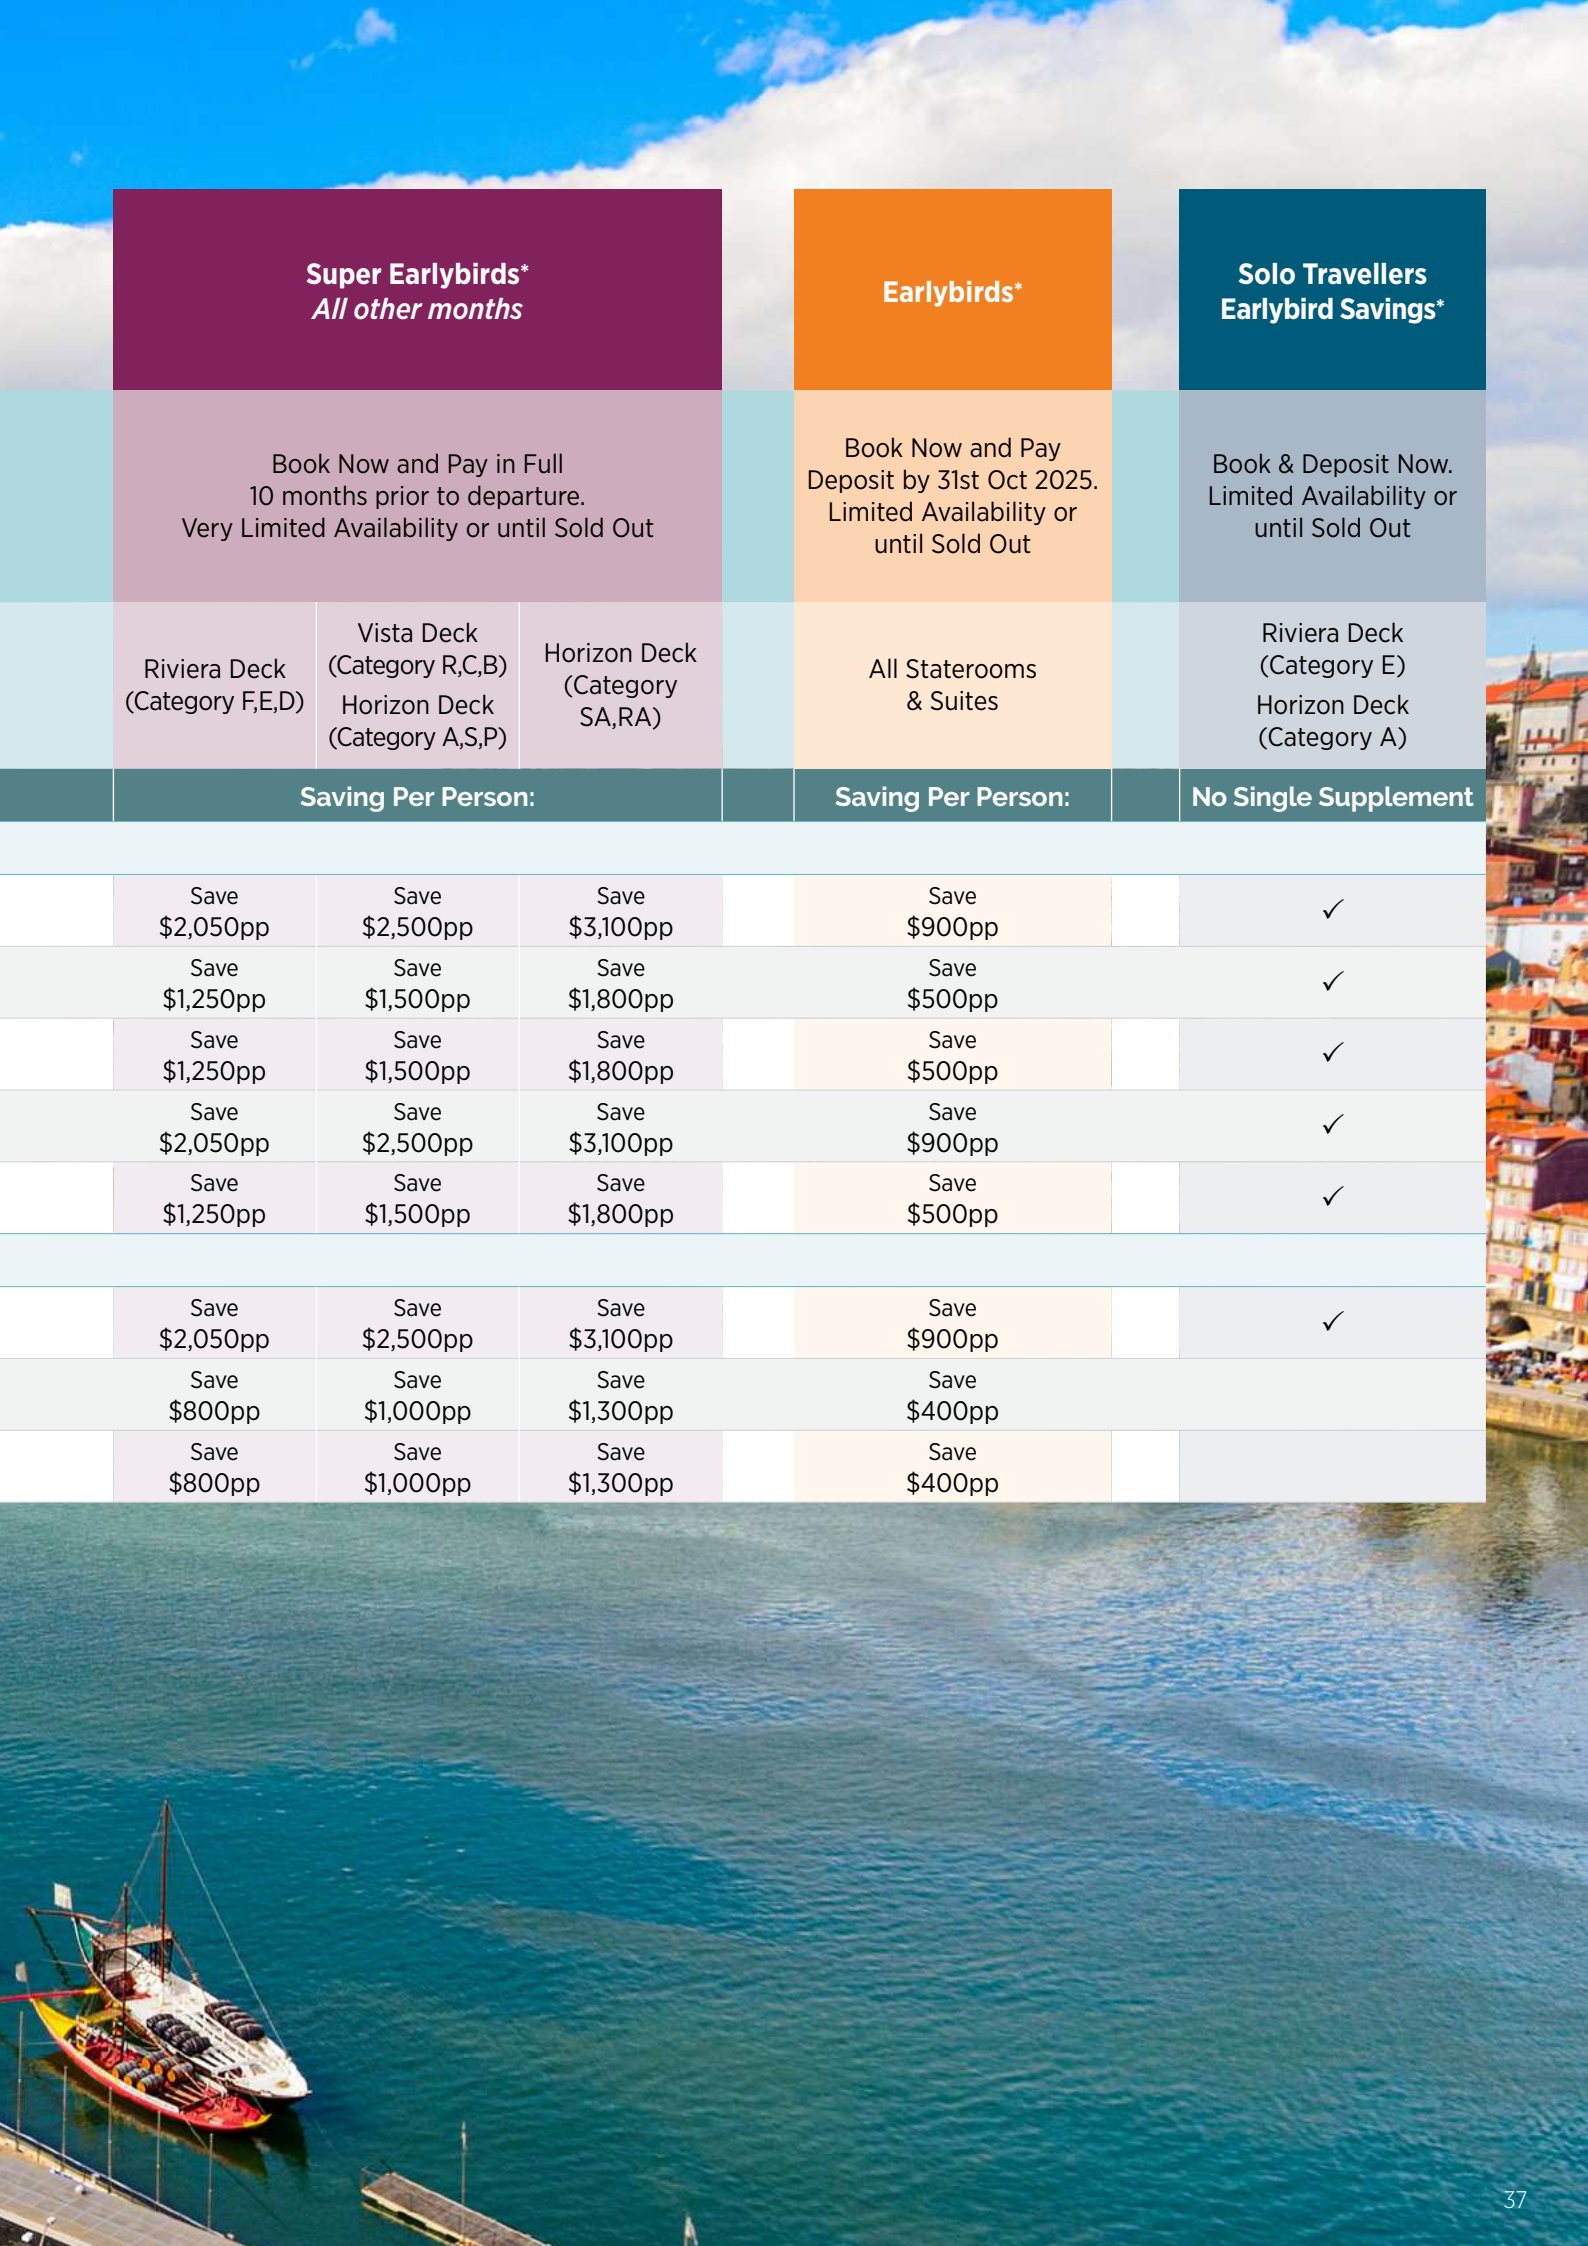 Super Earlybirds*
All other months
Earlybirds*
Solo Travellers
Earlybird Savings*
Book Now and Pay in Full
10 months prior to departure.
Very Limited Availability or until Sold Out
Book Now and Pay
Deposit by 31st Oct 2025.
Limited Availability or
until Sold Out
Book & Deposit Now.
Limited Availability or
until Sold Out
Riviera Deck
(Category F,E,D)
Vista Deck
(Category R,C,B)
Horizon Deck
(Category A,S,P)
Horizon Deck
(Category
SA,RA)
All Staterooms
& Suites
Riviera Deck
(Category E)
Horizon Deck
(Category A)
Saving Per Person: Saving Per Person: No Single Supplement
Save Save Save Save
$2,050pp $2,500pp $3,100pp $900pp ✓
Save Save Save Save
$1,250pp $1,500pp $1,800pp $500pp ✓
Save Save Save Save
$1,250pp $1,500pp $1,800pp $500pp ✓
Save Save Save Save
$2,050pp $2,500pp $3,100pp $900pp ✓
Save Save Save Save
$1,250pp $1,500pp $1,800pp $500pp ✓
Save Save Save Save
$2,050pp $2,500pp $3,100pp $900pp ✓
Save Save Save Save
$800pp $1,000pp $1,300pp $400pp
Save Save Save Save
$800pp $1,000pp $1,300pp $400pp
37